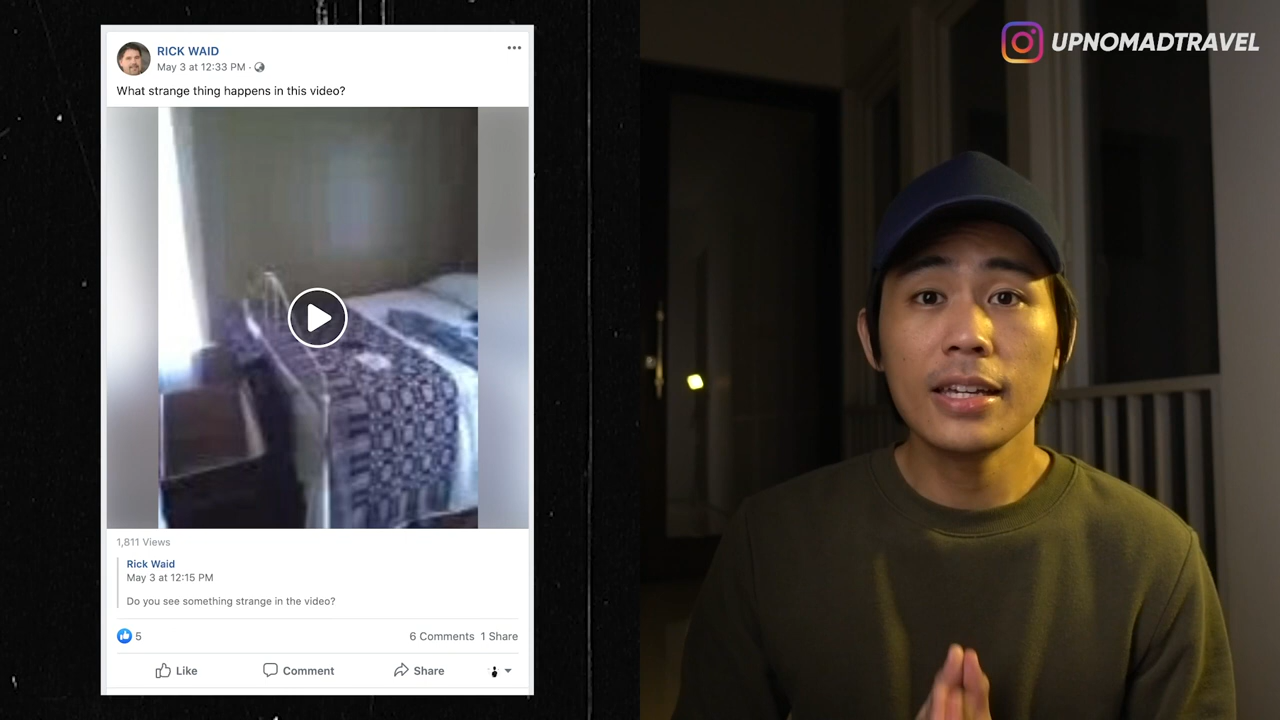 RICK WAID
May 3 at 12:33 PM ·
What strange thing happens in this video?
1,811 Views
Rick Waid
May 3 at 12:15 PM
Do you see something strange in the video?
5
6 Comments 1 Share
Like Comment Share
UPNOMADTRAVEL